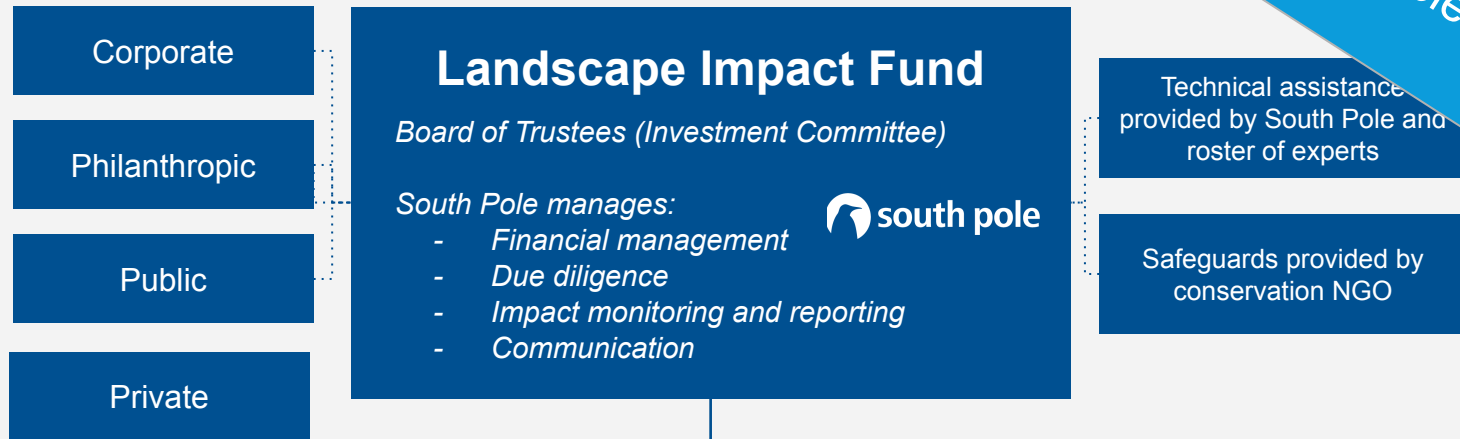 Corporate
Philanthropic
Public
Private
Landscape Impact Fund
Board of Trustees (Investment Committee)
South Pole manages:
- Financial management
- Due diligence
- Impact monitoring and reporting
- Communication
south pole
Technical assistance
provided by South Pole and
roster of experts
Safeguards provided by
conservation NGO